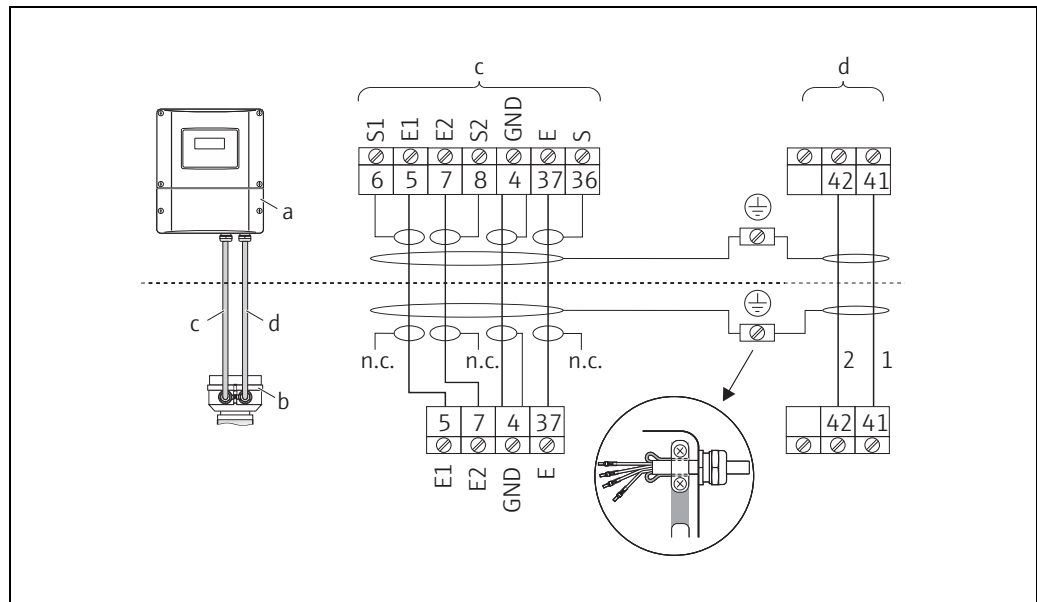 c
d
S1 E1 E2 S2 GND E S
6 5 7 8 4 37 36
42 41
a
c d
b
n.c. n.c. n.c.
2 1
5 7 4 37
42 41
E1 E2 GND E